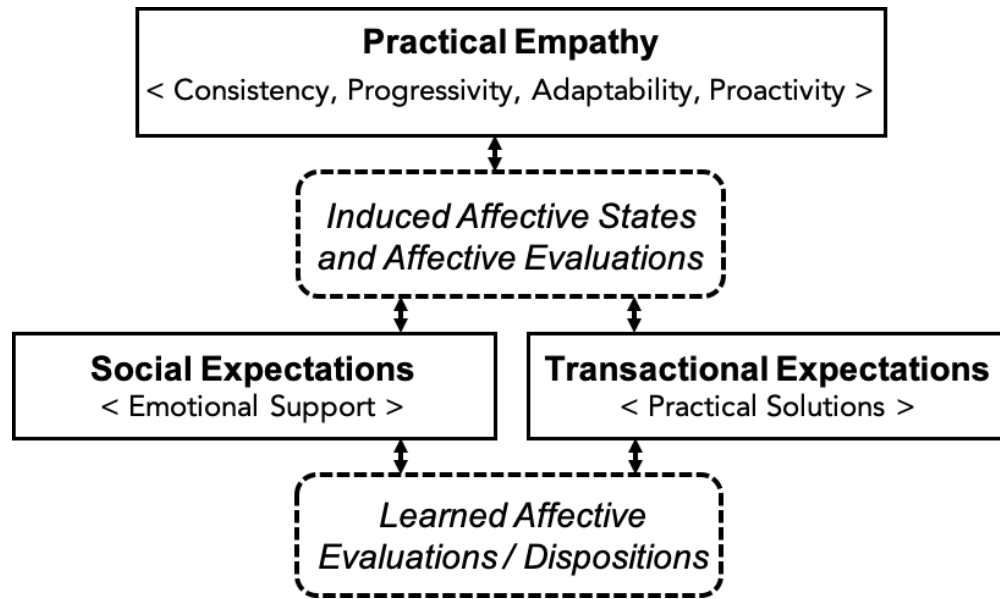 Practical Empathy
< Consistency, Progressivity, Adaptability, Proactivity >
Induced Affective States
and Affective Evaluations
Social Expectations
< Emotional Support >
Transactional Expectations
< Practical Solutions >
Learned Affective
Evaluations / Dispositions